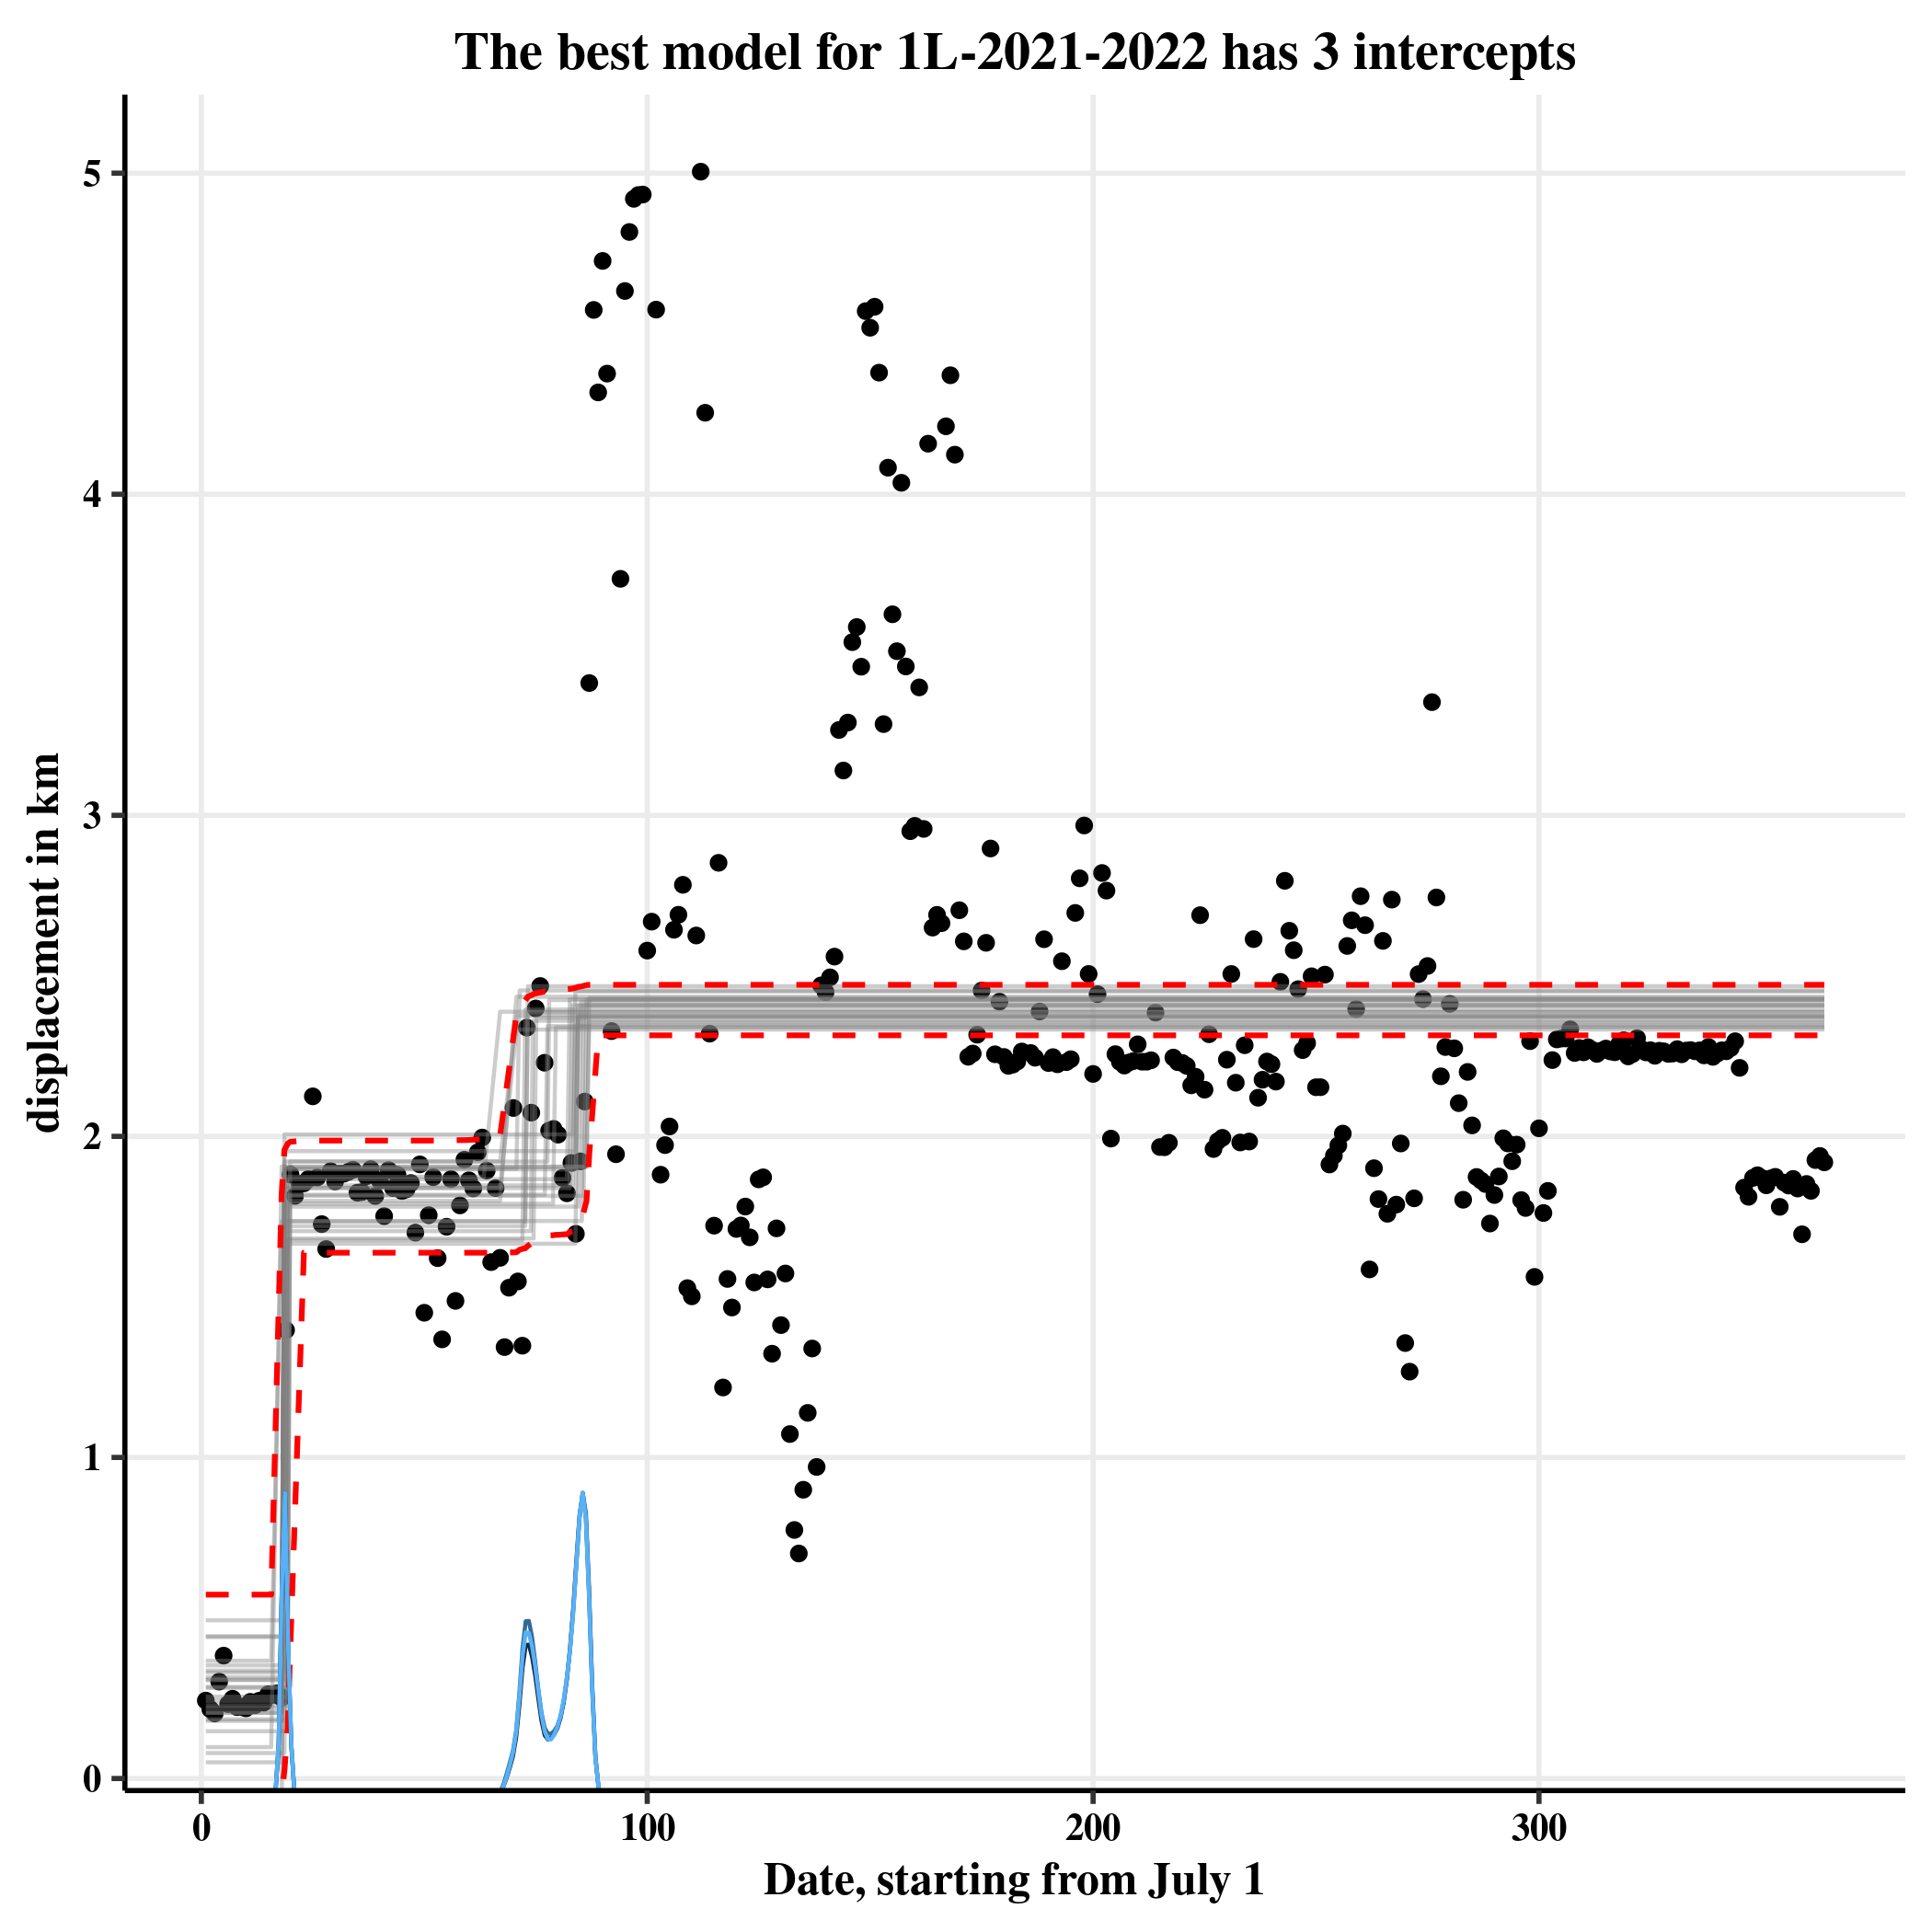 The best model for 1L-2021-2022 has 3 intercepts
displacement in km
5
4
3
2
1
0
0 100 200 300
Date, starting from July 1